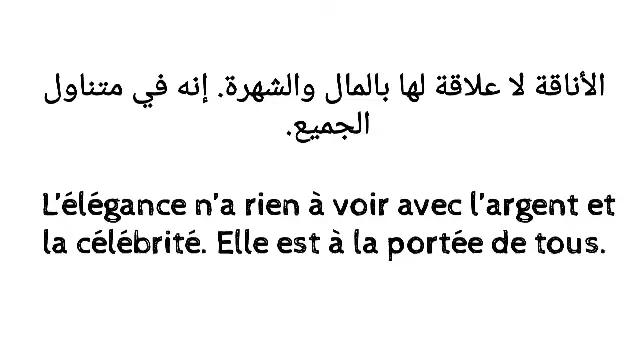 الأناقة لا علاقة لها بالمال والشهرة. إنه في متناول
الجميع.
L'élégance n'a rien à voir avec l'argent et
la célébrité. Elle est à la portée de tous.